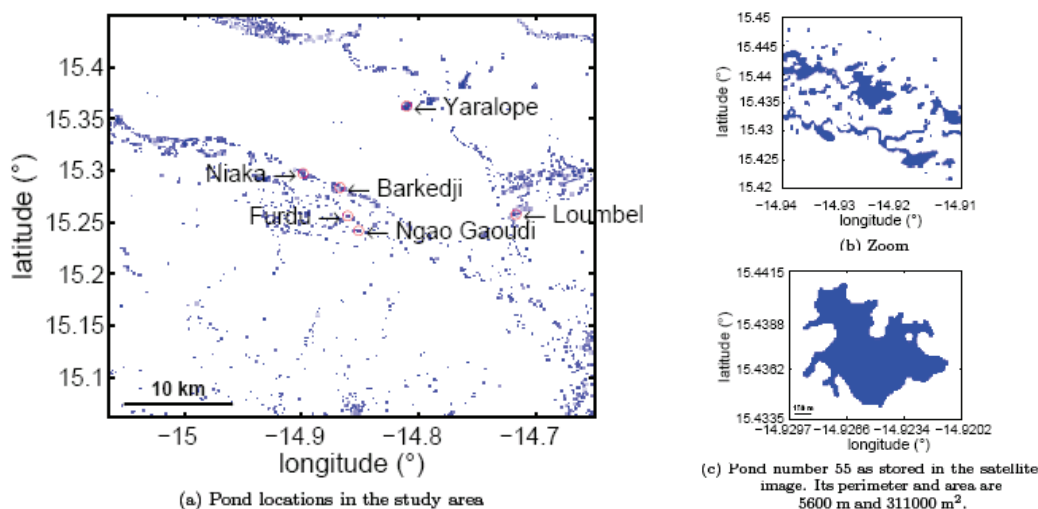 15.4
15.35
15.3
15.25
15.2
15.15
15.1
latitude (°)
Yaralope
Niaka
Barkedji
Furdu
Loumbel
Ngao Gaoudi
10 km
−15
−14.9
−14.8
−14.7
longitude (°)
(a) Pond locations in the study area
15.45
15.445
15.44
15.435
15.43
15.425
15.42
latitude (°)
−14.94
−14.93
−14.92
−14.91
longitude (°)
(b) Zoom
15.4415
15.4388
15.4362
15.4335
latitude (°)
−14.9297
−14.9266
−14.9234
−14.9202
longitude (°)
(c) Pond number 55 as stored in the satellite
image. Its perimeter and area are
5600 m and 311000 m².